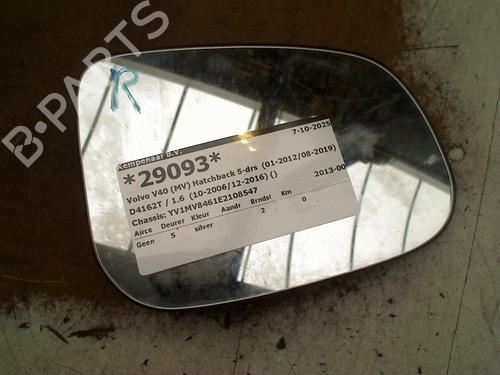 B-PARTS
R
Kempenaar B.V.
7-10-2025
*29093*
Volvo V40 (MV) Hatchback 5-drs (01-2012/08-2019)
D4162T / 1.6 (10-2006/12-2016) ()
Chassis: YV1MV8461E2108547 2013-00
Airco Deuren Kleur Aandr Brndst Km
Geen 5 silver 2 0